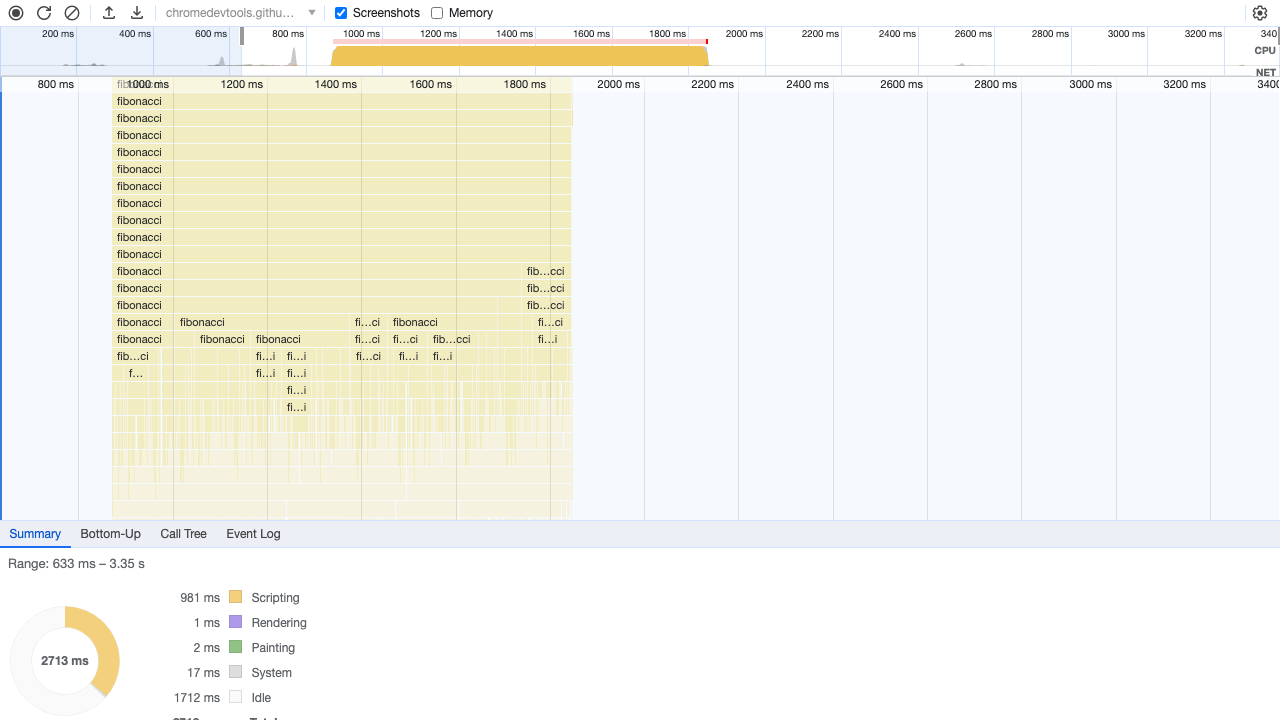 chromedevtools.githu… Screenshots Memory
200 ms 400 ms 600 ms 800 ms 1000 ms 1200 ms 1400 ms 1600 ms 1800 ms 2000 ms 2200 ms 2400 ms 2600 ms 2800 ms 3000 ms 3200 ms 340
CPU
NET
800 ms 1000 ms 1200 ms 1400 ms 1600 ms 1800 ms 2000 ms 2200 ms 2400 ms 2600 ms 2800 ms 3000 ms 3200 ms 3400
fibonacci
fibonacci
fibonacci
fibonacci
fibonacci
fibonacci
fibonacci
fibonacci
fibonacci
fibonacci
fibonacci fib…cci
fibonacci fib…cci
fibonacci fib…cci
fibonacci fibonacci fi…ci fibonacci fi…ci
fibonacci fibonacci fibonacci fi…ci fi…ci fib…cci fi…i
fib…ci fi…i fi…i fi…ci fi…i fi…i
f… fi…i fi…i
fi…i
fi…i
Summary Bottom-Up Call Tree Event Log
Range: 633 ms – 3.35 s
981 ms Scripting
1 ms Rendering
2 ms Painting
17 ms System
1712 ms Idle
2713 ms